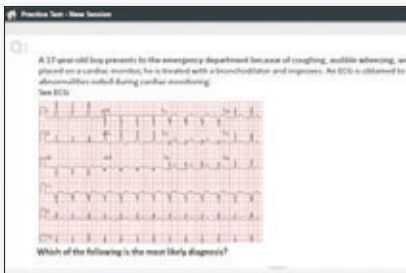 Practice Test - New Session
Q:
A 17-year-old boy presents to the emergency department because of coughing, audible wheezing, an
placed on a cardiac monitor, he is treated with a bronchodilator and improves. An ECG is obtained to
abnormalities noted during cardiac monitoring.
See ECG:
Which of the following is the most likely diagnosis?